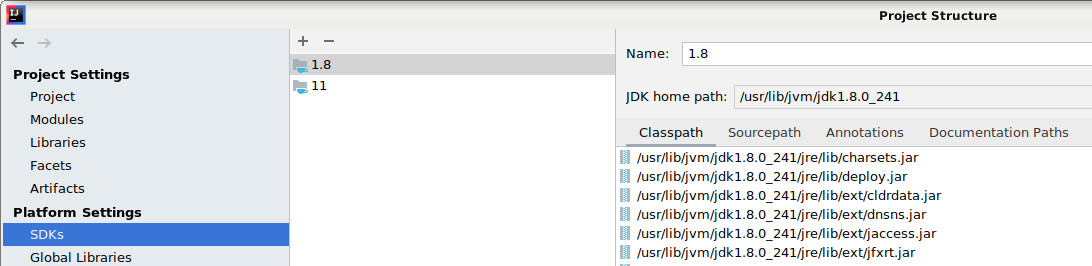 Project Structure
Project Settings
Project
Modules
Libraries
Facets
Artifacts
Platform Settings
SDKs
Global Libraries
1.8
11
Name: 1.8
JDK home path: /usr/lib/jvm/jdk1.8.0_241
Classpath Sourcepath Annotations Documentation Paths
/usr/lib/jvm/jdk1.8.0_241/jre/lib/charsets.jar
/usr/lib/jvm/jdk1.8.0_241/jre/lib/deploy.jar
/usr/lib/jvm/jdk1.8.0_241/jre/lib/ext/cldrdata.jar
/usr/lib/jvm/jdk1.8.0_241/jre/lib/ext/dnsns.jar
/usr/lib/jvm/jdk1.8.0_241/jre/lib/ext/jaccess.jar
/usr/lib/jvm/jdk1.8.0_241/jre/lib/ext/jfxrt.jar